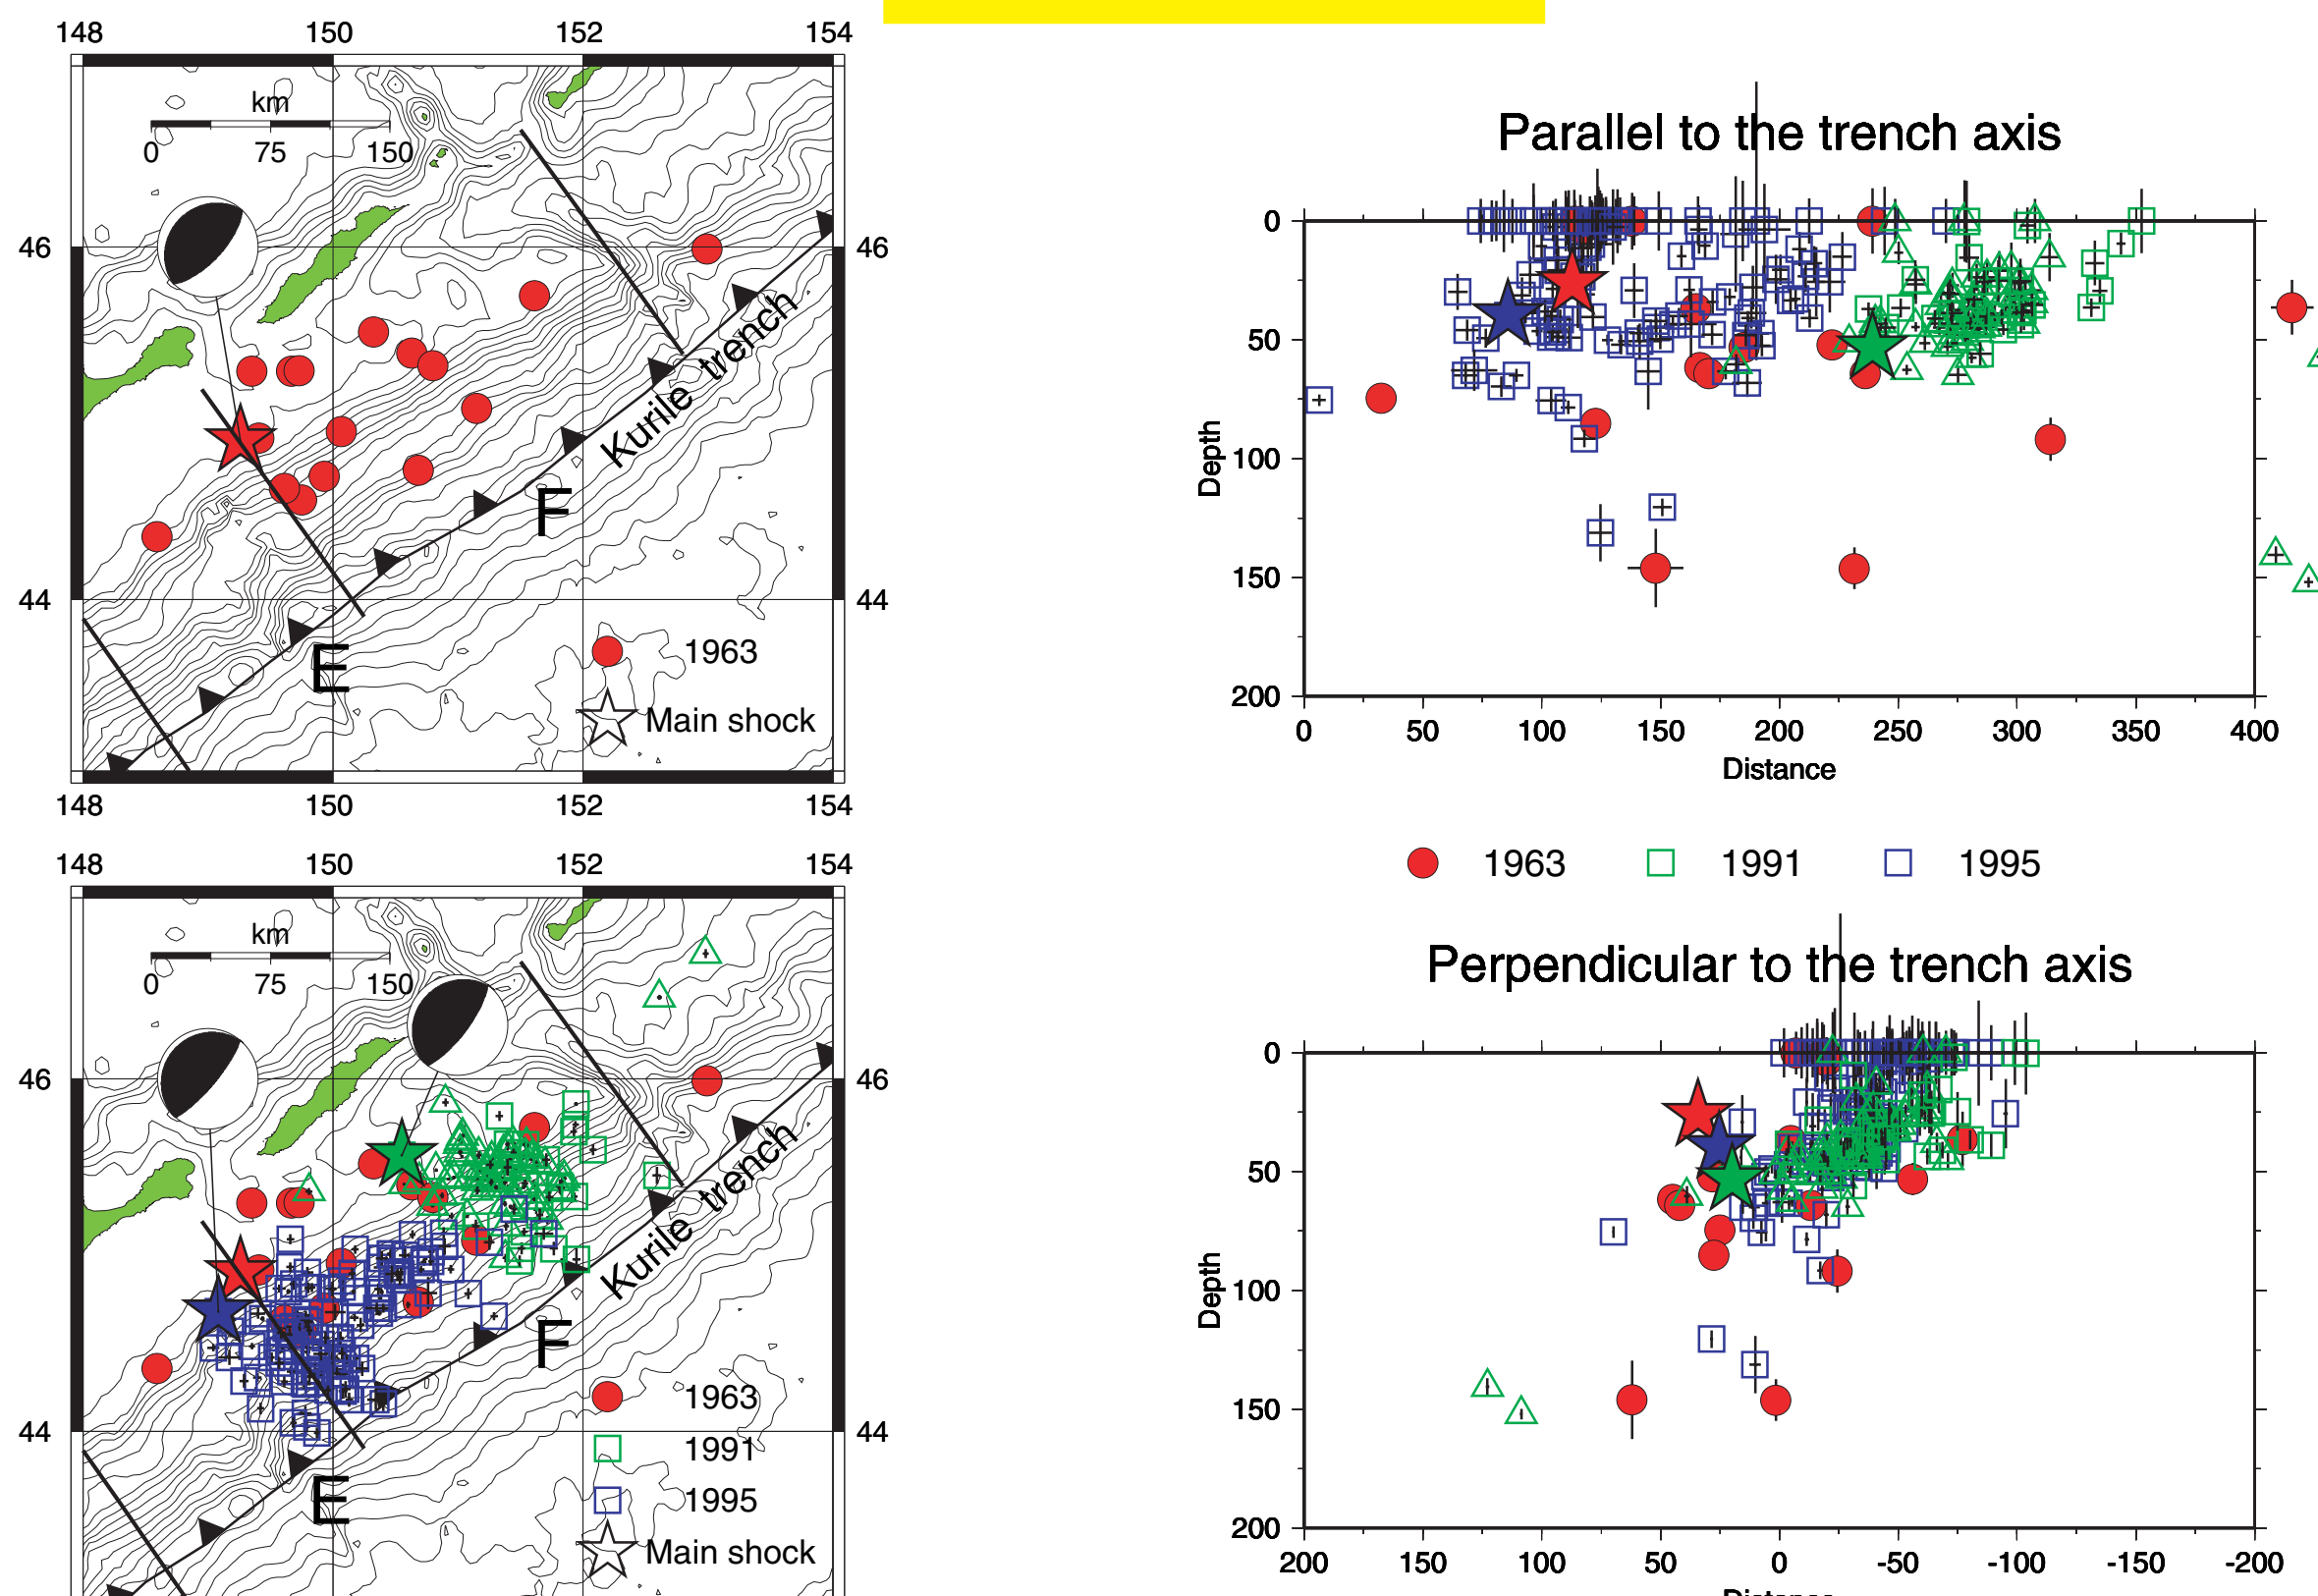 148 150 152 154
km
0 75 150
46 46
Kurile trench
F
44 44
E
1963
Main shock
148 150 152 154
Parallel to the trench axis
0
50
100
150
200
Depth
0 50 100 150 200 250 300 350 400
Distance
1963 1991 1995
148 150 152 154
km
0 75 150
46 46
Kurile trench
F
44 44
E
1963
1991
1995
Main shock
Perpendicular to the trench axis
0
50
100
150
200
Depth
200 150 100 50 0 -50 -100 -150 -200
Distance